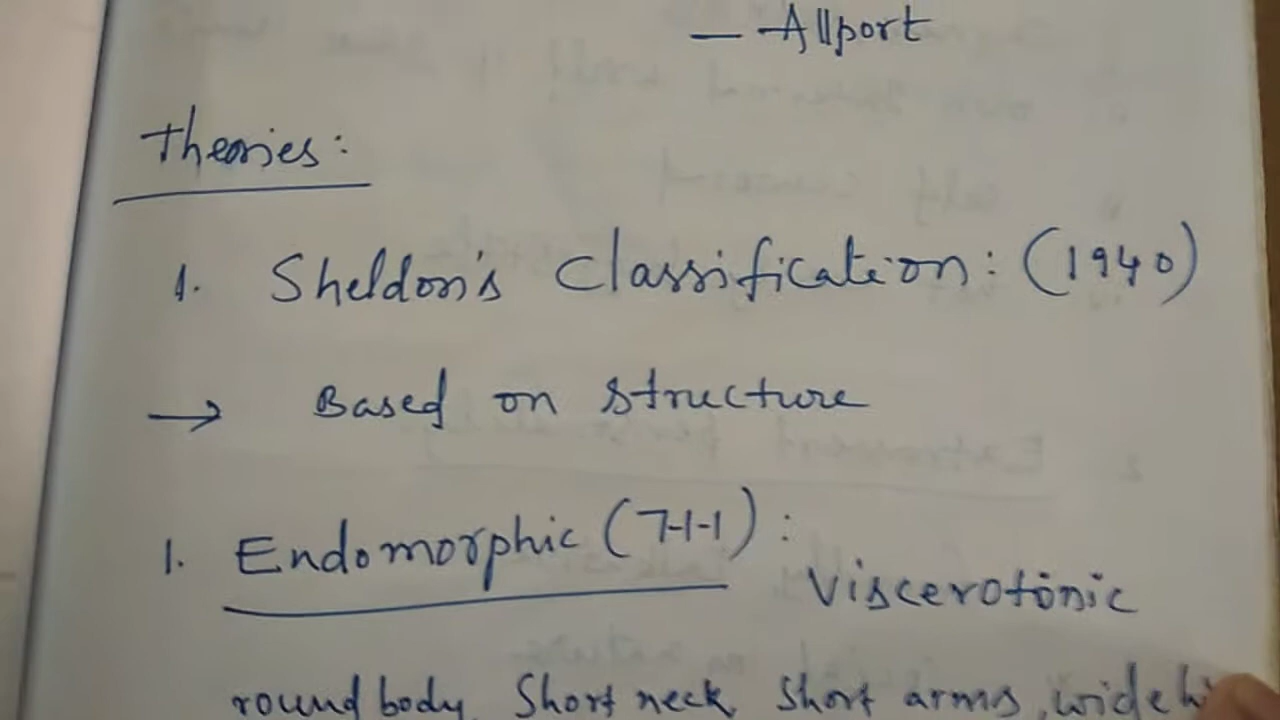 — Allport
Theories:
1. Sheldon's Classification: (1940)
→ Based on structure
1. Endomorphic (7-1-1):
Viscerotonic
round body, Short neck, Short arms, wide